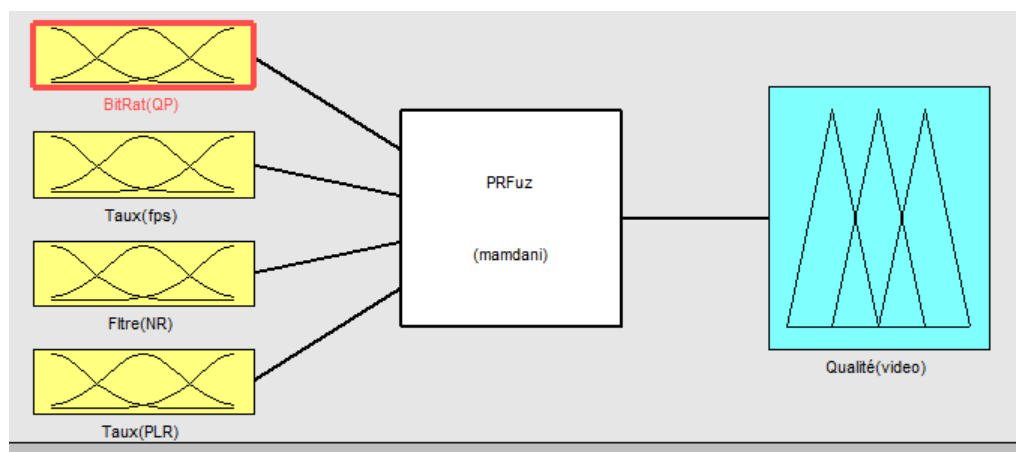 BitRat(QP)
Taux(fps)
Fltre(NR)
Taux(PLR)
PRFuz
(mamdani)
Qualité(video)